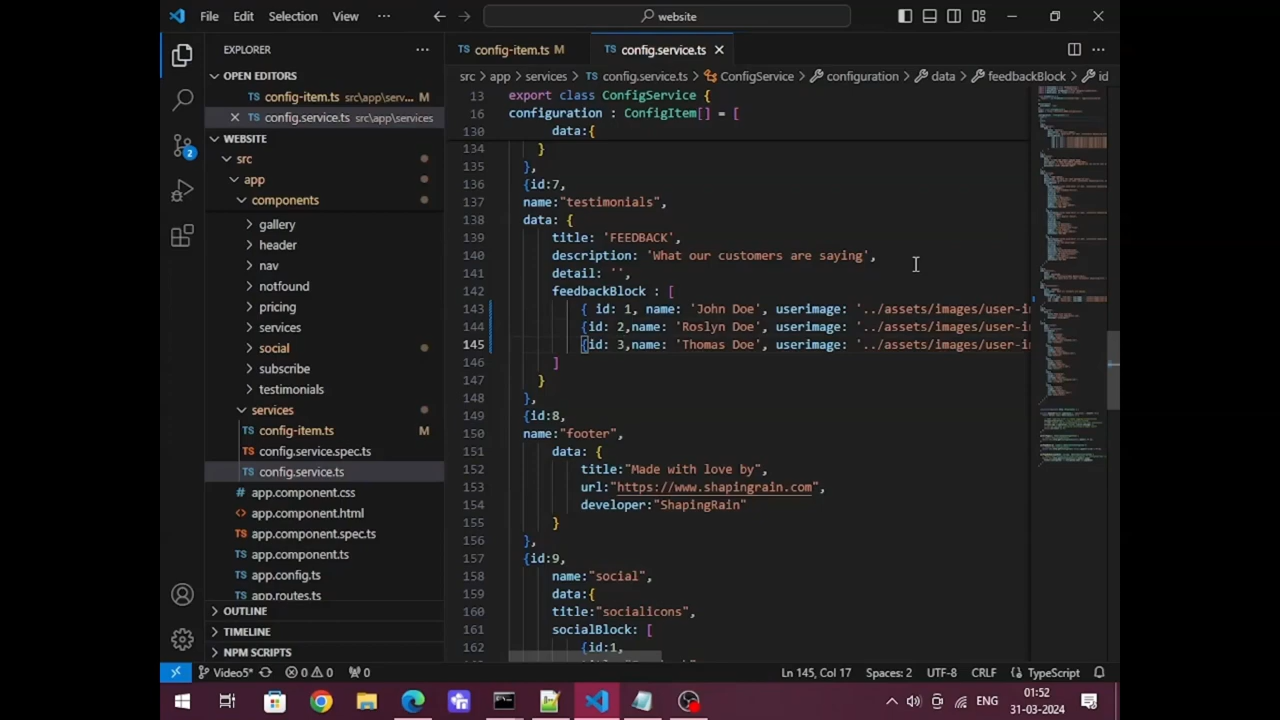 File Edit Selection View ··· website
EXPLORER ···
config-item.ts M config.service.ts
OPEN EDITORS
src > app > services > config.service.ts > ConfigService > configuration > data > feedbackBlock > id
config-item.ts src\app\serv... M
config.service.ts src\app\services
WEBSITE
src
app
components
gallery
header
nav
notfound
pricing
services
social
subscribe
testimonials
services
config-item.ts M
config.service.spec.ts
config.service.ts
app.component.css
app.component.html
app.component.spec.ts
app.component.ts
app.config.ts
app.routes.ts
OUTLINE
TIMELINE
NPM SCRIPTS
2
13 export class ConfigService {
16 configuration : ConfigItem[] = [
130 data:{
134 }
135 },
136 {id:7,
137 name:"testimonials",
138 data: {
139 title: 'FEEDBACK',
140 description: 'What our customers are saying',
141 detail: '',
142 feedbackBlock : [
143 { id: 1, name: 'John Doe', userimage: '../assets/images/user-i
144 {id: 2,name: 'Roslyn Doe', userimage: '../assets/images/user-i
145 {id: 3,name: 'Thomas Doe', userimage: '../assets/images/user-i
146 ]
147 }
148 },
149 {id:8,
150 name:"footer",
151 data: {
152 title:"Made with love by",
153 url:"https://www.shapingrain.com",
154 developer:"ShapingRain"
155 }
156 },
157 {id:9,
158 name:"social",
159 data:{
160 title:"socialicons",
161 socialBlock: [
162 {id:1,
Video5* 0 0 0 Ln 145, Col 17 Spaces: 2 UTF-8 CRLF {} TypeScript
ENG 01:52
31-03-2024